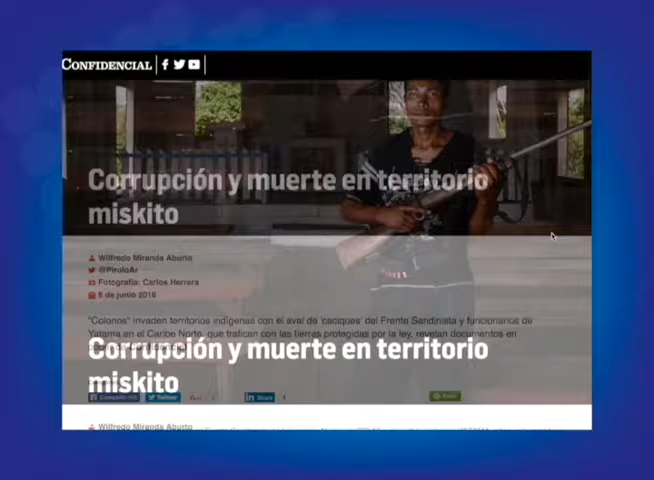 CONFIDENCIAL
Corrupción y muerte en territorio
miskito
Wilfredo Miranda Aburto
@PiruloAr
Fotografía: Carlos Herrera
6 de junio 2016
"Colonos" invaden territorios indígenas con el aval de 'caciques' del Frente Sandinista y funcionarios de
Yatama en el Caribe Norte, que trafican con las tierras protegidas por la ley, revelan documentos en
Corrupción y muerte en territorio
miskito
Twitter
Share
Wilfredo Miranda Aburto